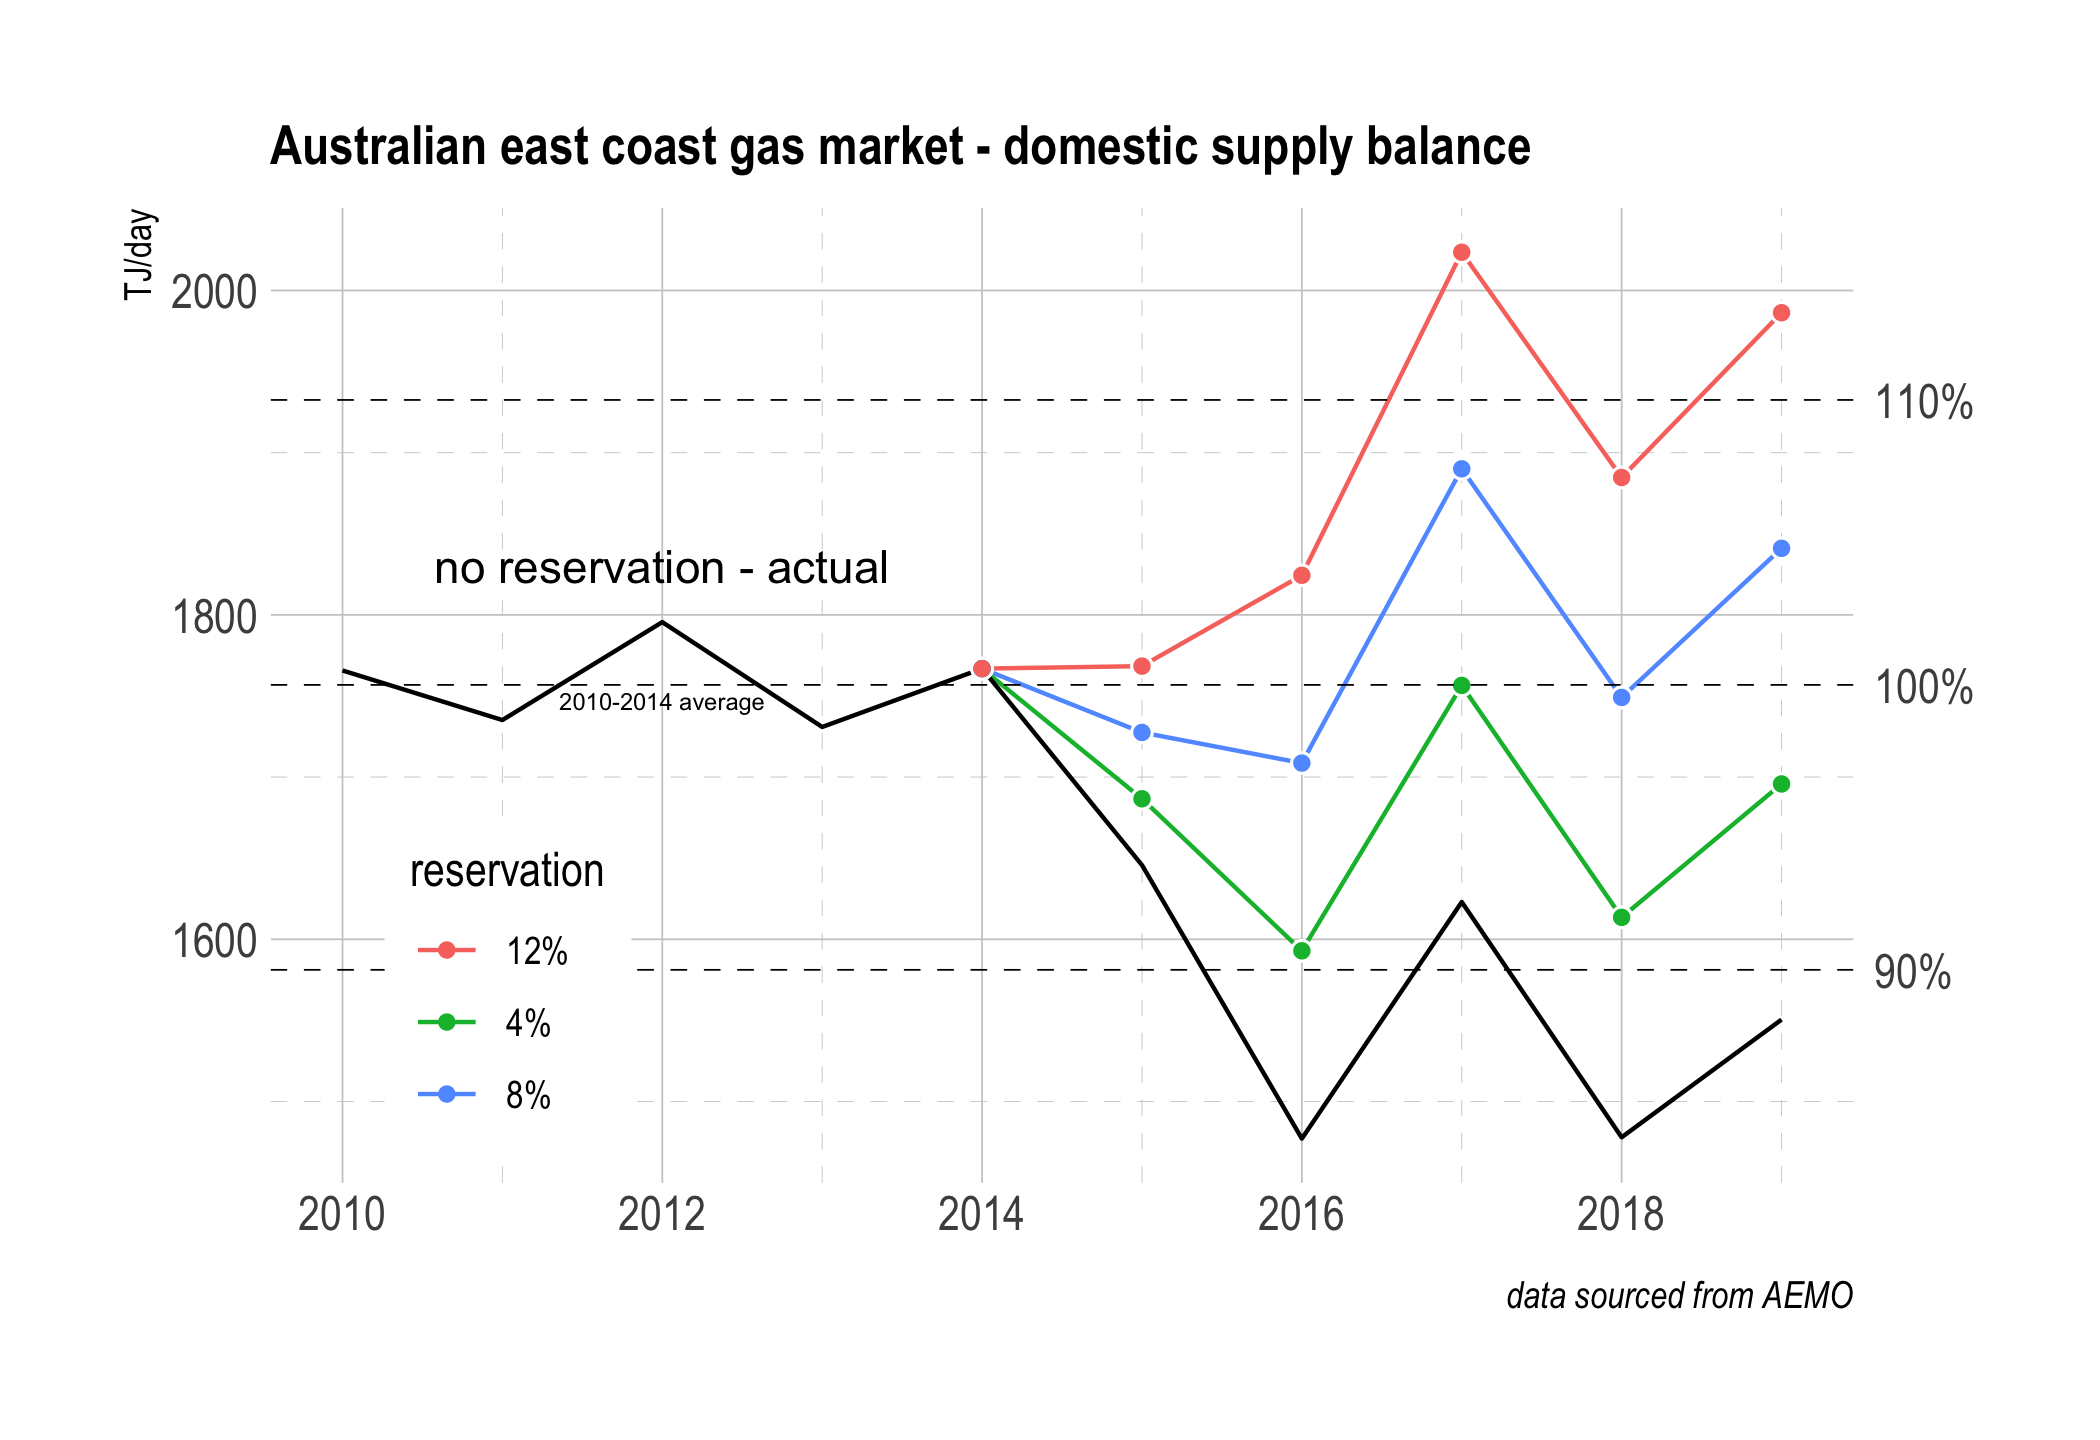 Australian east coast gas market - domestic supply balance
TJ/day
2000
110%
no reservation - actual
1800
2010-2014 average
100%
reservation
1600
12%
90%
4%
8%
2010 2012 2014 2016 2018
data sourced from AEMO